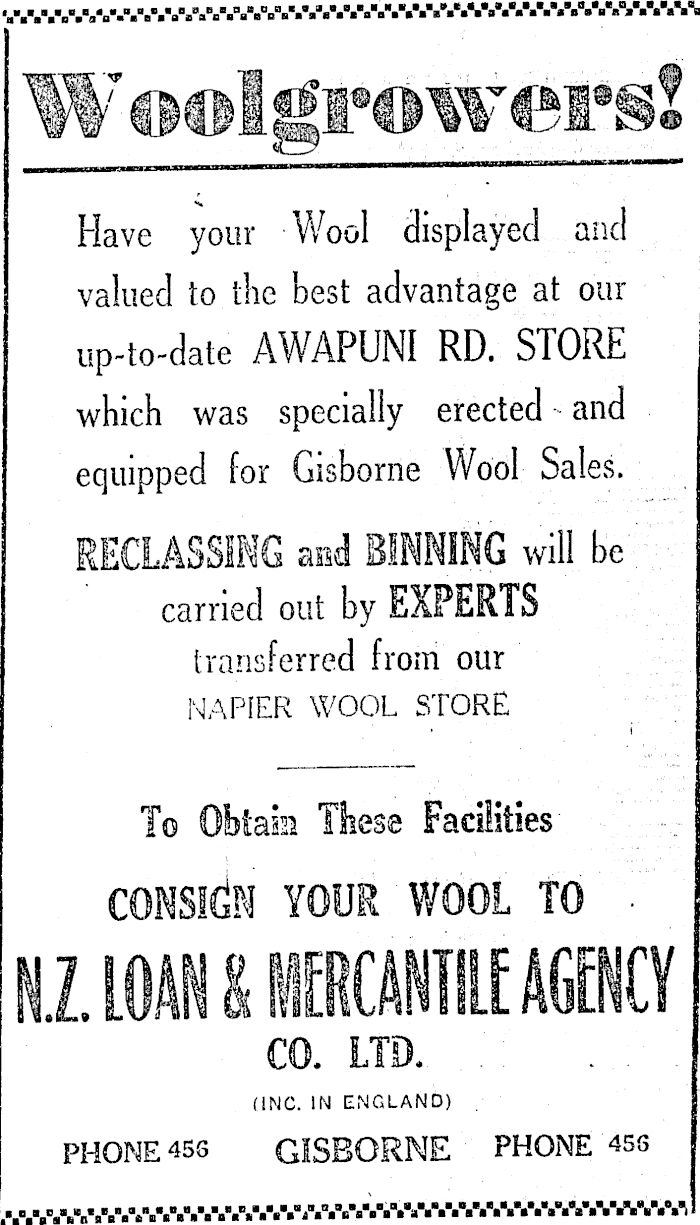 Woolgrowers!
Have your Wool displayed and
valued to the best advantage at our
up-to-date AWAPUNI RD. STORE
which was specially erected and
equipped for Gisborne Wool Sales.
RECLASSING and BINNING will be
carried out by EXPERTS
transferred from our
NAPIER WOOL STORE
To Obtain These Facilities
CONSIGN YOUR WOOL TO
N.Z. LOAN & MERCANTILE AGENCY
CO. LTD.
(INC. IN ENGLAND)
PHONE 456 GISBORNE PHONE 456